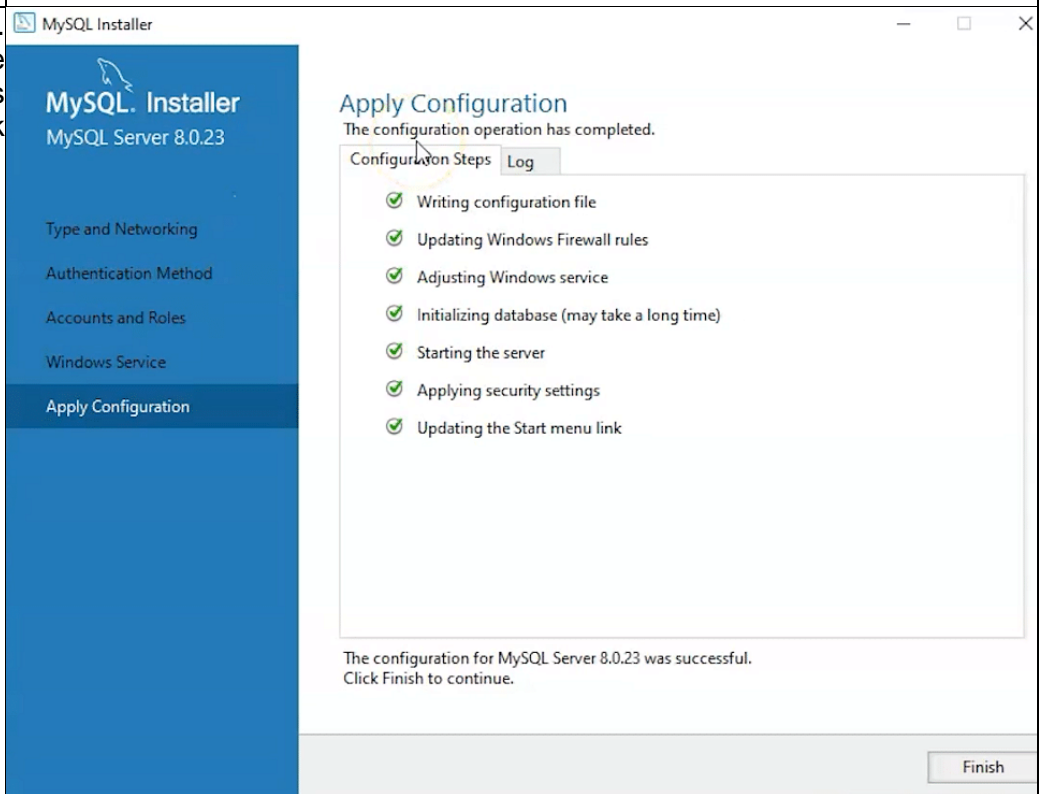 MySQL Installer
MySQL. Installer
MySQL Server 8.0.23
Type and Networking
Authentication Method
Accounts and Roles
Windows Service
Apply Configuration
Apply Configuration
The configuration operation has completed.
Configuration Steps
Log
Writing configuration file
Updating Windows Firewall rules
Adjusting Windows service
Initializing database (may take a long time)
Starting the server
Applying security settings
Updating the Start menu link
The configuration for MySQL Server 8.0.23 was successful.
Click Finish to continue.
Finish